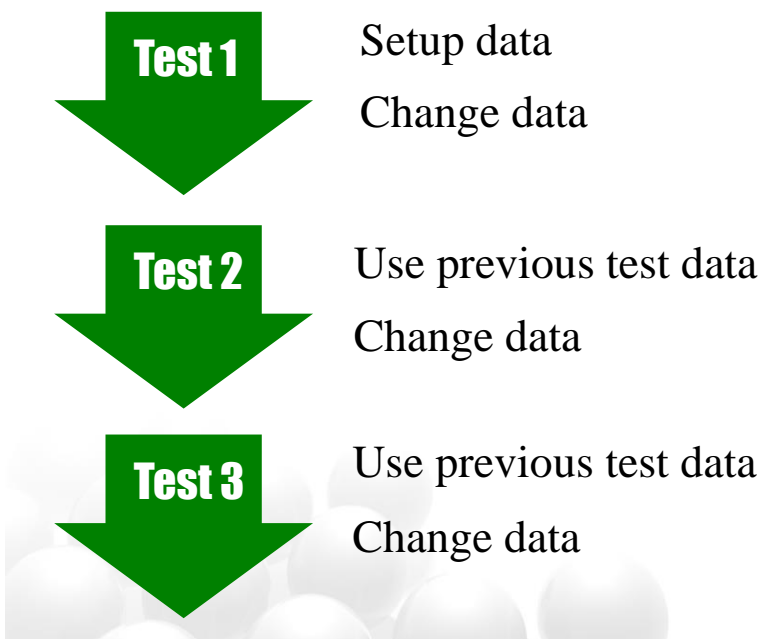 Test 1
Setup data
Change data
Test 2
Use previous test data
Change data
Test 3
Use previous test data
Change data